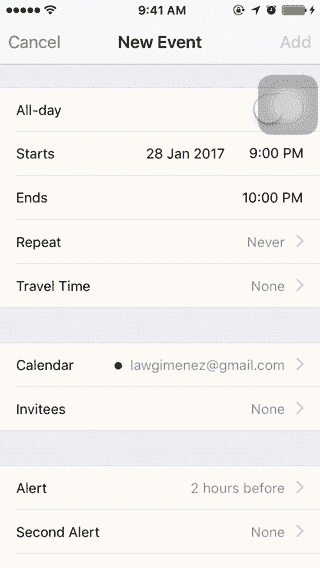 9:41 AM
Cancel New Event Add
All-day
Starts 28 Jan 2017 9:00 PM
Ends 10:00 PM
Repeat Never
Travel Time None
Calendar lawgimenez@gmail.com
Invitees None
Alert 2 hours before
Second Alert None